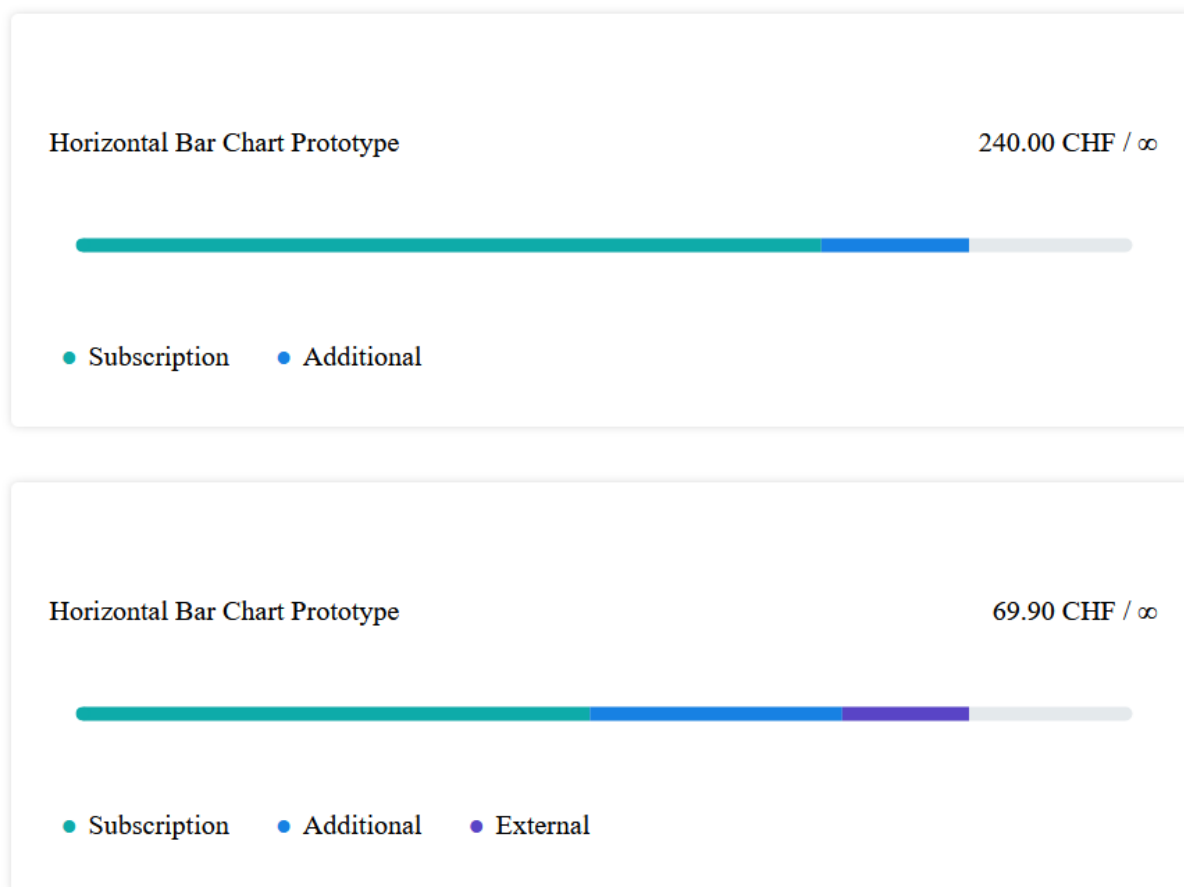 Horizontal Bar Chart Prototype 240.00 CHF / ∞
Subscription Additional
Horizontal Bar Chart Prototype 69.90 CHF / ∞
Subscription Additional External